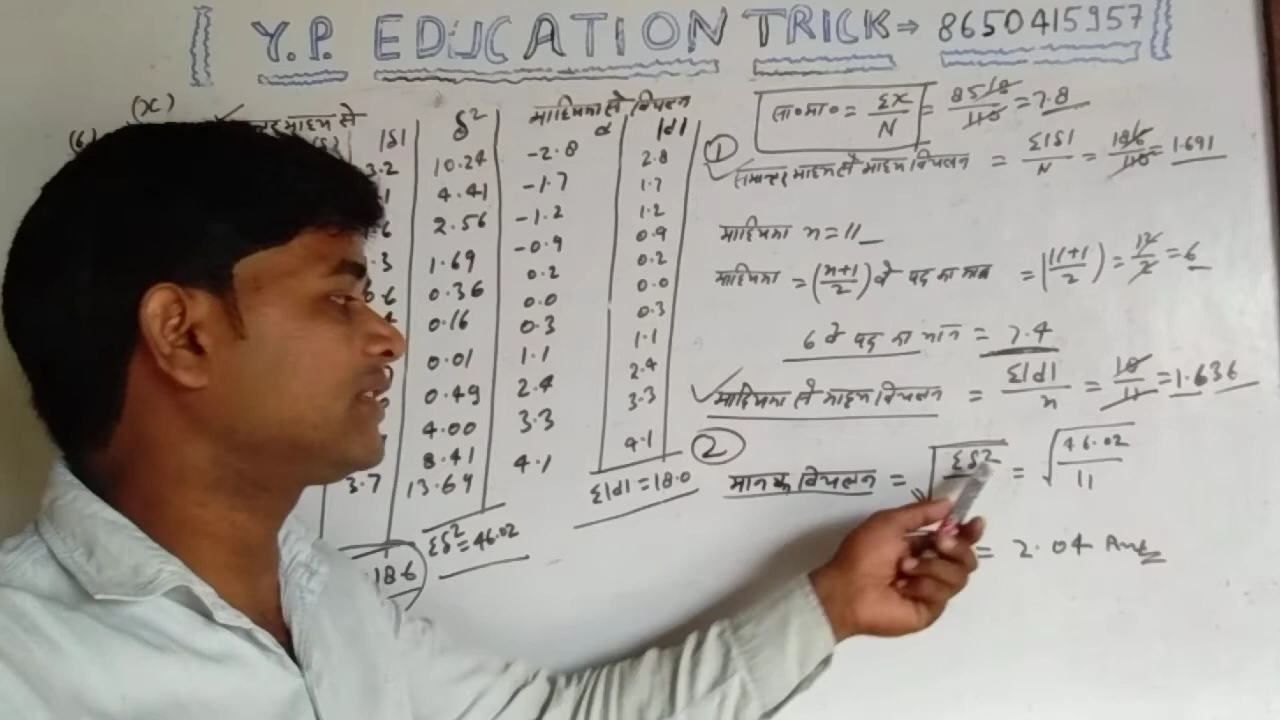 Y.P. EDUCATION TRICK ⇒ 8650415957
(x)
|δ| δ² माध्यिका से विचलन
d |d|
3.2 10.24 -2.8 2.8
4.41 -1.7 1.7
2.56 -1.2 1.2
1.69 -0.9 0.9
0.36 0.2 0.2
0.16 0.0 0.0
0.01 0.3 0.3
0.49 1.1 1.1
4.00 2.4 2.4
8.41 3.3 3.3
3.7 13.69 4.1 4.1
18.6 Σδ² = 46.02 Σ|d| = 18.0
स०मा० = Σx/N = 85.8/11 = 7.8
① समान्तर माध्य से माध्य विचलन = Σ|δ|/N = 18.6/11 = 1.691
माध्यिका n = 11
माध्यिका = (n+1/2) वे पद का मान = (11+1/2) = 12/2 = 6
6 वे पद का मान = 7.4
माध्यिका से माध्य विचलन = Σ|d|/n = 18/11 = 1.636
② मानक विचलन = √Σδ² = √46.02/11
= 2.04 Ans